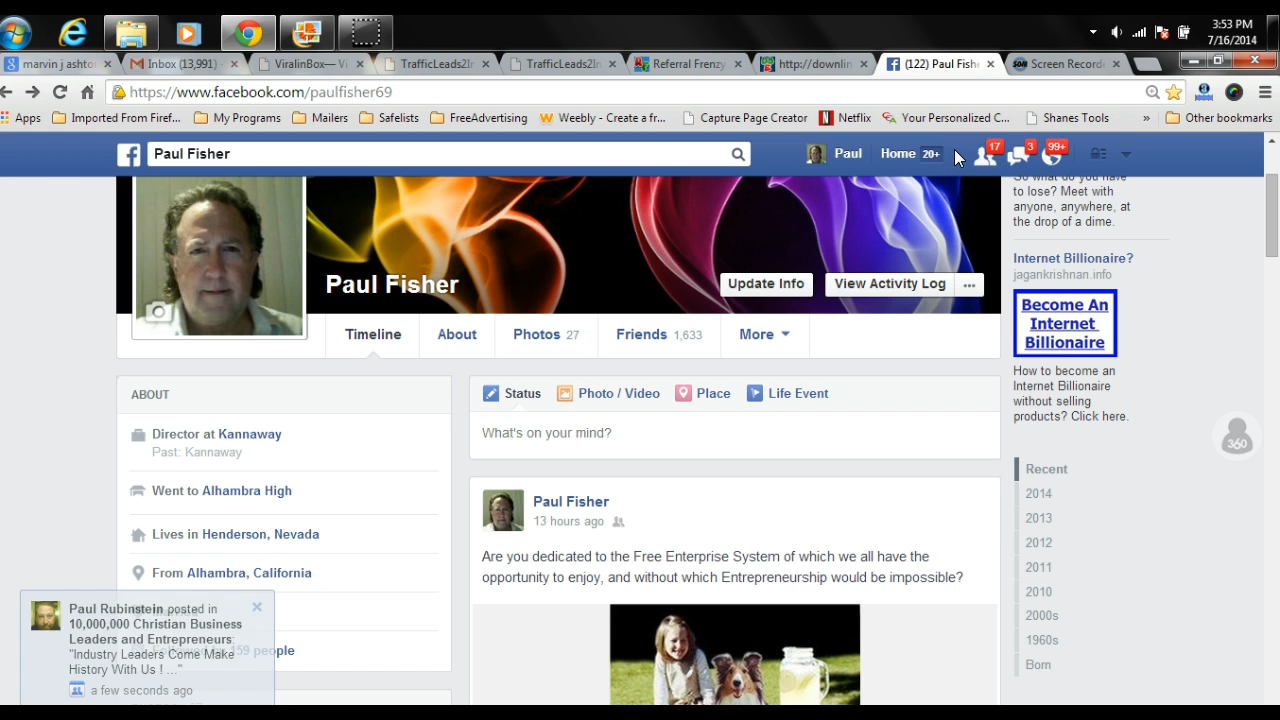 3:53 PM
7/16/2014
marvin j ashto
Inbox (13,991)
ViralinBox— Vi
TrafficLeads2In
TrafficLeads2In
Referral Frenzy
http://downlin
(122) Paul Fish
Screen Record
https://www.facebook.com/paulfisher69
Apps
Imported From Firef...
My Programs
Mailers
Safelists
FreeAdvertising
Weebly - Create a fr...
Capture Page Creator
Netflix
Your Personalized C...
Shanes Tools
»
Other bookmarks
Paul Fisher
Paul
Home 20+
17
3
99+
So what do you have
to lose? Meet with
anyone, anywhere, at
the drop of a dime.
Internet Billionaire?
jagankrishnan.info
Become An
Internet
Billionaire
How to become an
Internet Billionaire
without selling
products? Click here.
Paul Fisher
Update Info
View Activity Log
...
Timeline
About
Photos 27
Friends 1,633
More
ABOUT
Director at Kannaway
Past: Kannaway
Went to Alhambra High
Lives in Henderson, Nevada
From Alhambra, California
159 people
Status
Photo / Video
Place
Life Event
What's on your mind?
Paul Fisher
13 hours ago
Are you dedicated to the Free Enterprise System of which we all have the
opportunity to enjoy, and without which Entrepreneurship would be impossible?
360
Recent
2014
2013
2012
2011
2010
2000s
1960s
Born
Paul Rubinstein posted in
10,000,000 Christian Business
Leaders and Entrepreneurs:
"Industry Leaders Come Make
History With Us ! ..."
a few seconds ago